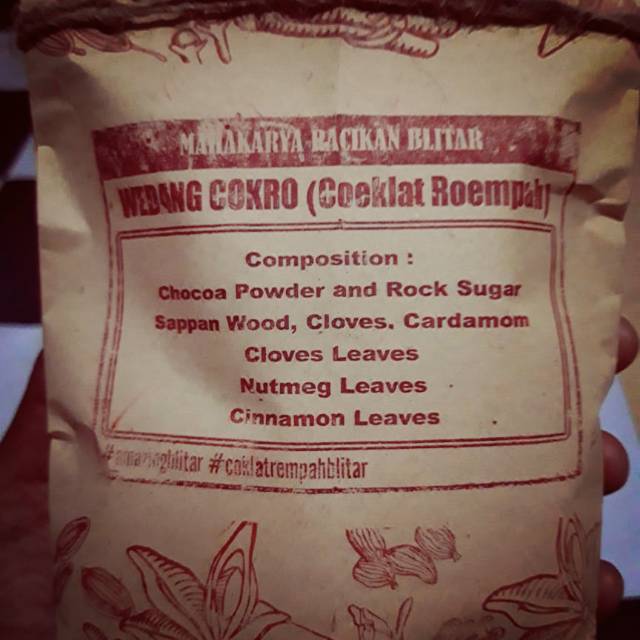 MAHAKARYA RACIKAN BLITAR
WEDANG COKRO (Coeklat Roempah)
Composition :
Chocoa Powder and Rock Sugar
Sappan Wood, Cloves. Cardamom
Cloves Leaves
Nutmeg Leaves
Cinnamon Leaves
#amazingblitar #coklatrempahblitar